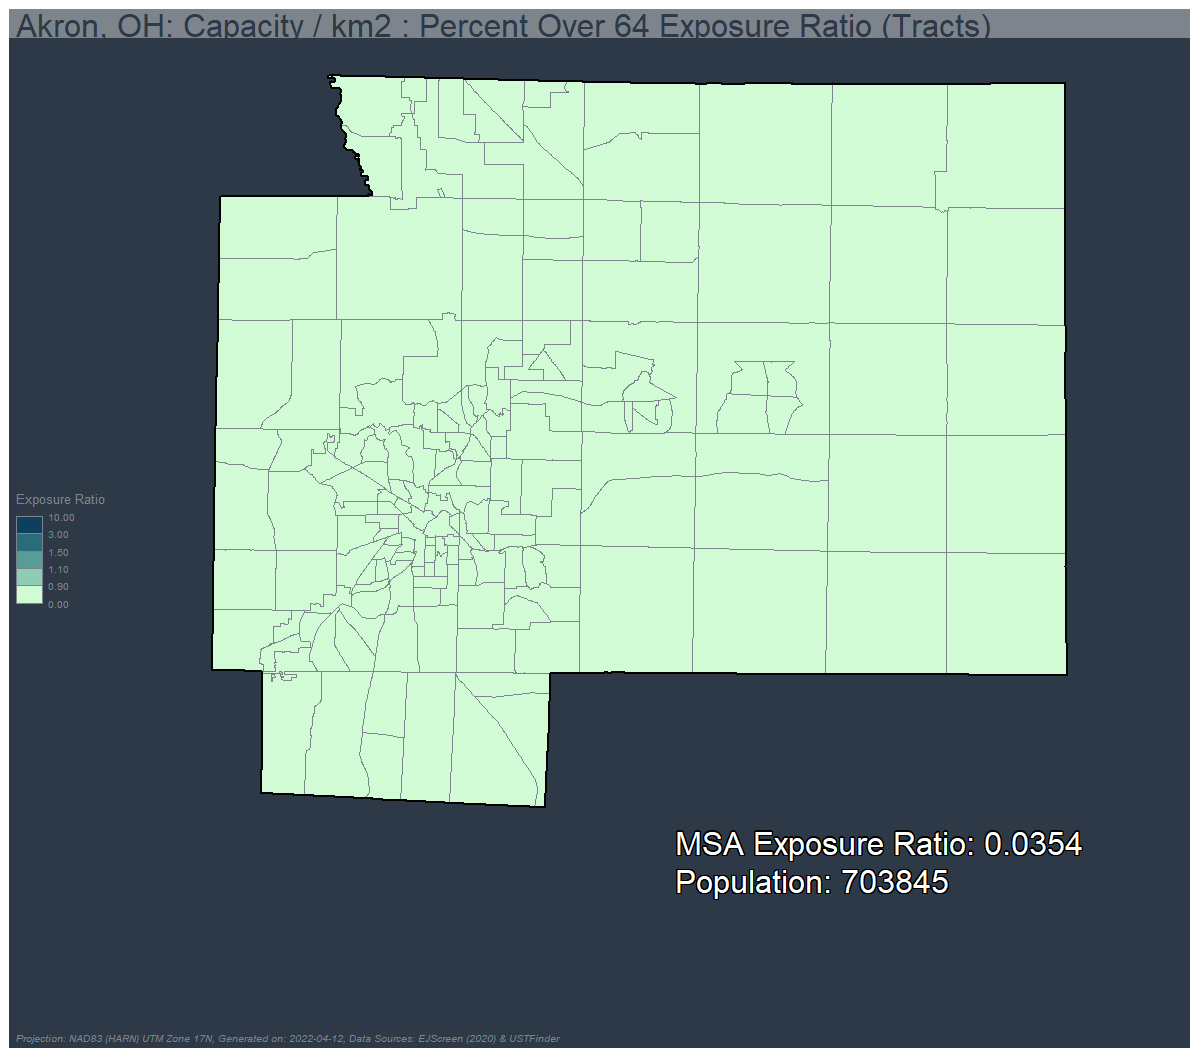 Akron, OH: Capacity / km2 : Percent Over 64 Exposure Ratio (Tracts)
Exposure Ratio
10.00
3.00
1.50
1.10
0.90
0.00
MSA Exposure Ratio: 0.0354
Population: 703845
Projection: NAD83 (HARN) UTM Zone 17N, Generated on: 2022-04-12, Data Sources: EJScreen (2020) & USTFinder